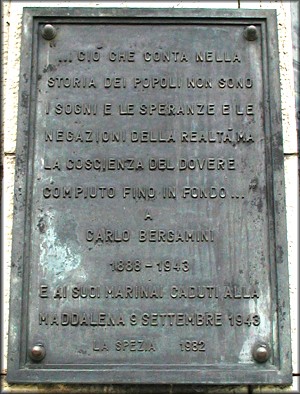 ... CIÒ CHE CONTA NELLA
STORIA DEI POPOLI NON SONO
I SOGNI E LE SPERANZE E LE
NEGAZIONI DELLA REALTA, MA
LA COSCIENZA DEL DOVERE
COMPIUTO FINO IN FONDO ...
A
CARLO BERGAMINI
1888-1943
E AI SUOI MARINAI CADUTI ALLA
MADDALENA 9 SETTEMBRE 1943
LA SPEZIA 1982